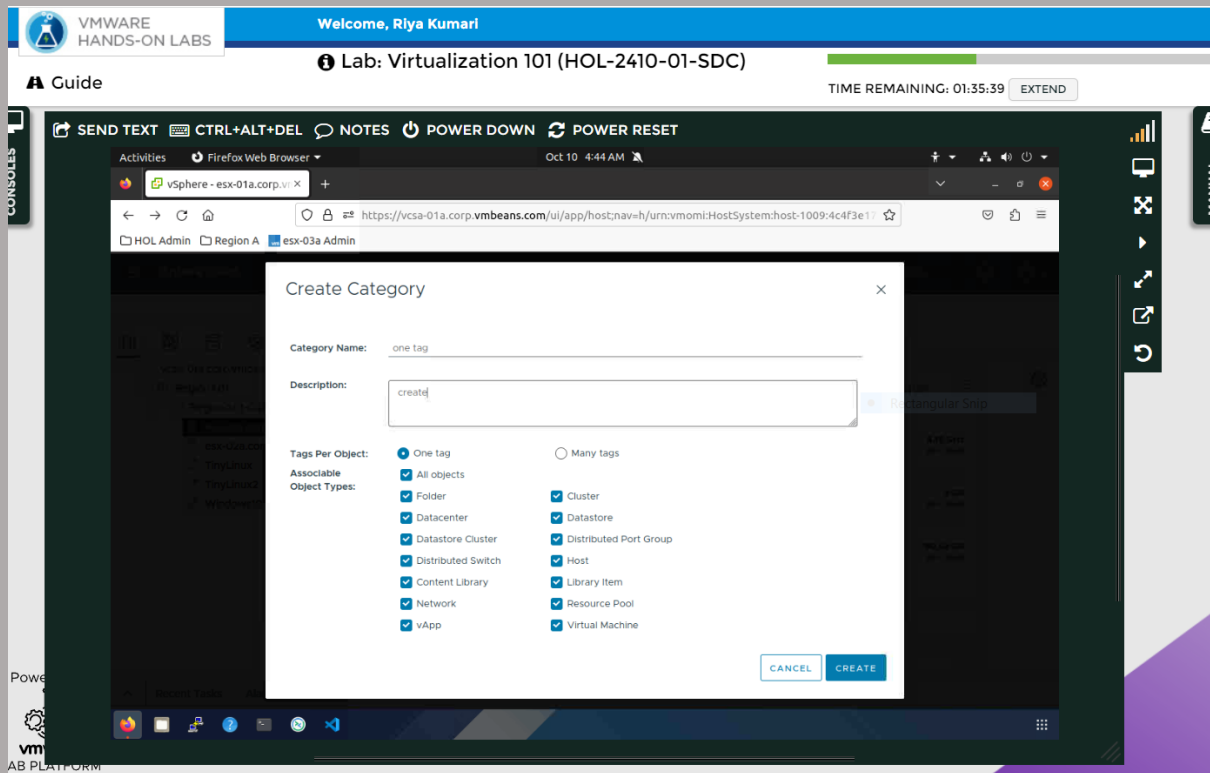 VMWARE
HANDS-ON LABS
Welcome, Riya Kumari
Lab: Virtualization 101 (HOL-2410-01-SDC)
Guide
TIME REMAINING: 01:35:39 EXTEND
CONSOLES
SEND TEXT CTRL+ALT+DEL NOTES POWER DOWN POWER RESET
Activities Firefox Web Browser Oct 10 4:44 AM
vSphere - esx-01a.corp.vr
https://vcsa-01a.corp.vmbeans.com/ui/app/host;nav=h/urn:vmomi:HostSystem:host-1009:4c4f3e17
HOL Admin Region A esx-03a Admin
Create Category
Category Name: one tag
Description: create
Rectangular Snip
Tags Per Object: One tag Many tags
Associable Object Types: All objects
Folder Cluster
Datacenter Datastore
Datastore Cluster Distributed Port Group
Distributed Switch Host
Content Library Library Item
Network Resource Pool
vApp Virtual Machine
CANCEL CREATE
TinyLinux
TinyLinux2
Recent Tasks
Powe
vm
AB PLATFORM